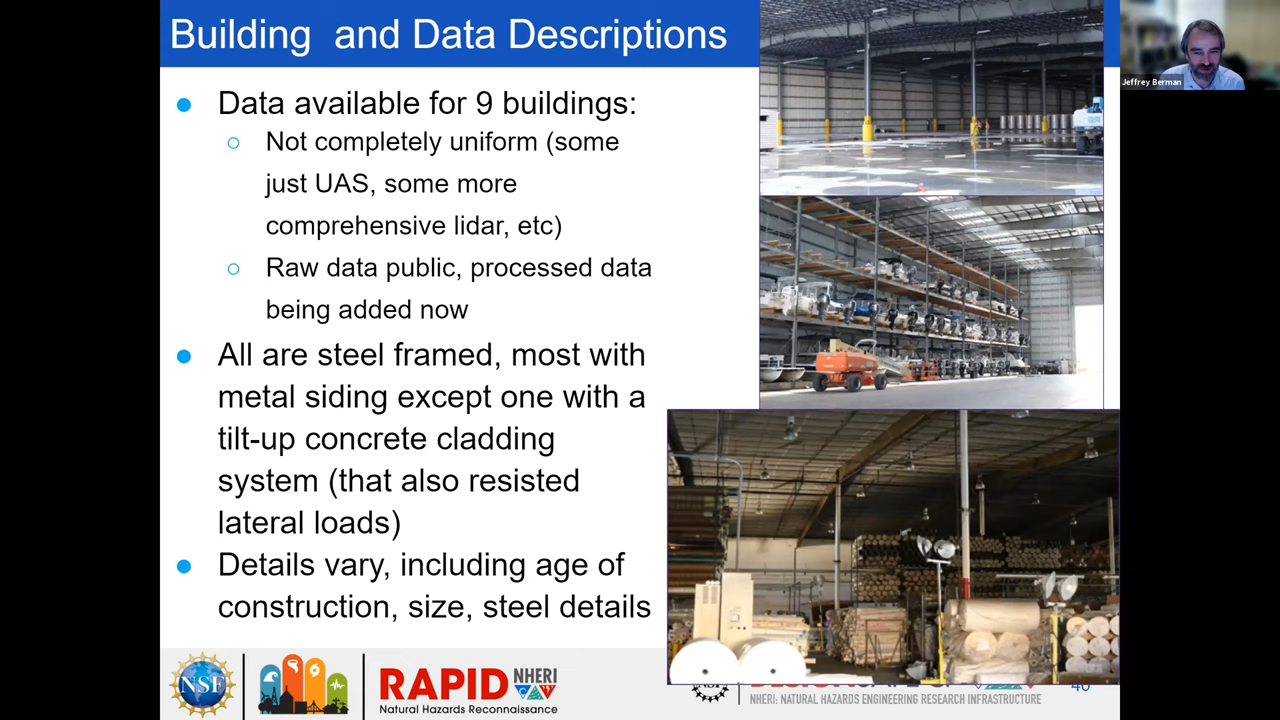 Building and Data Descriptions
Data available for 9 buildings:
Not completely uniform (some
just UAS, some more
comprehensive lidar, etc)
Raw data public, processed data
being added now
All are steel framed, most with
metal siding except one with a
tilt-up concrete cladding
system (that also resisted
lateral loads)
Details vary, including age of
construction, size, steel details
Jeffrey Berman
NSF
RAPID NHERI
Natural Hazards Reconnaissance
NHERI: NATURAL HAZARDS ENGINEERING RESEARCH INFRASTRUCTURE